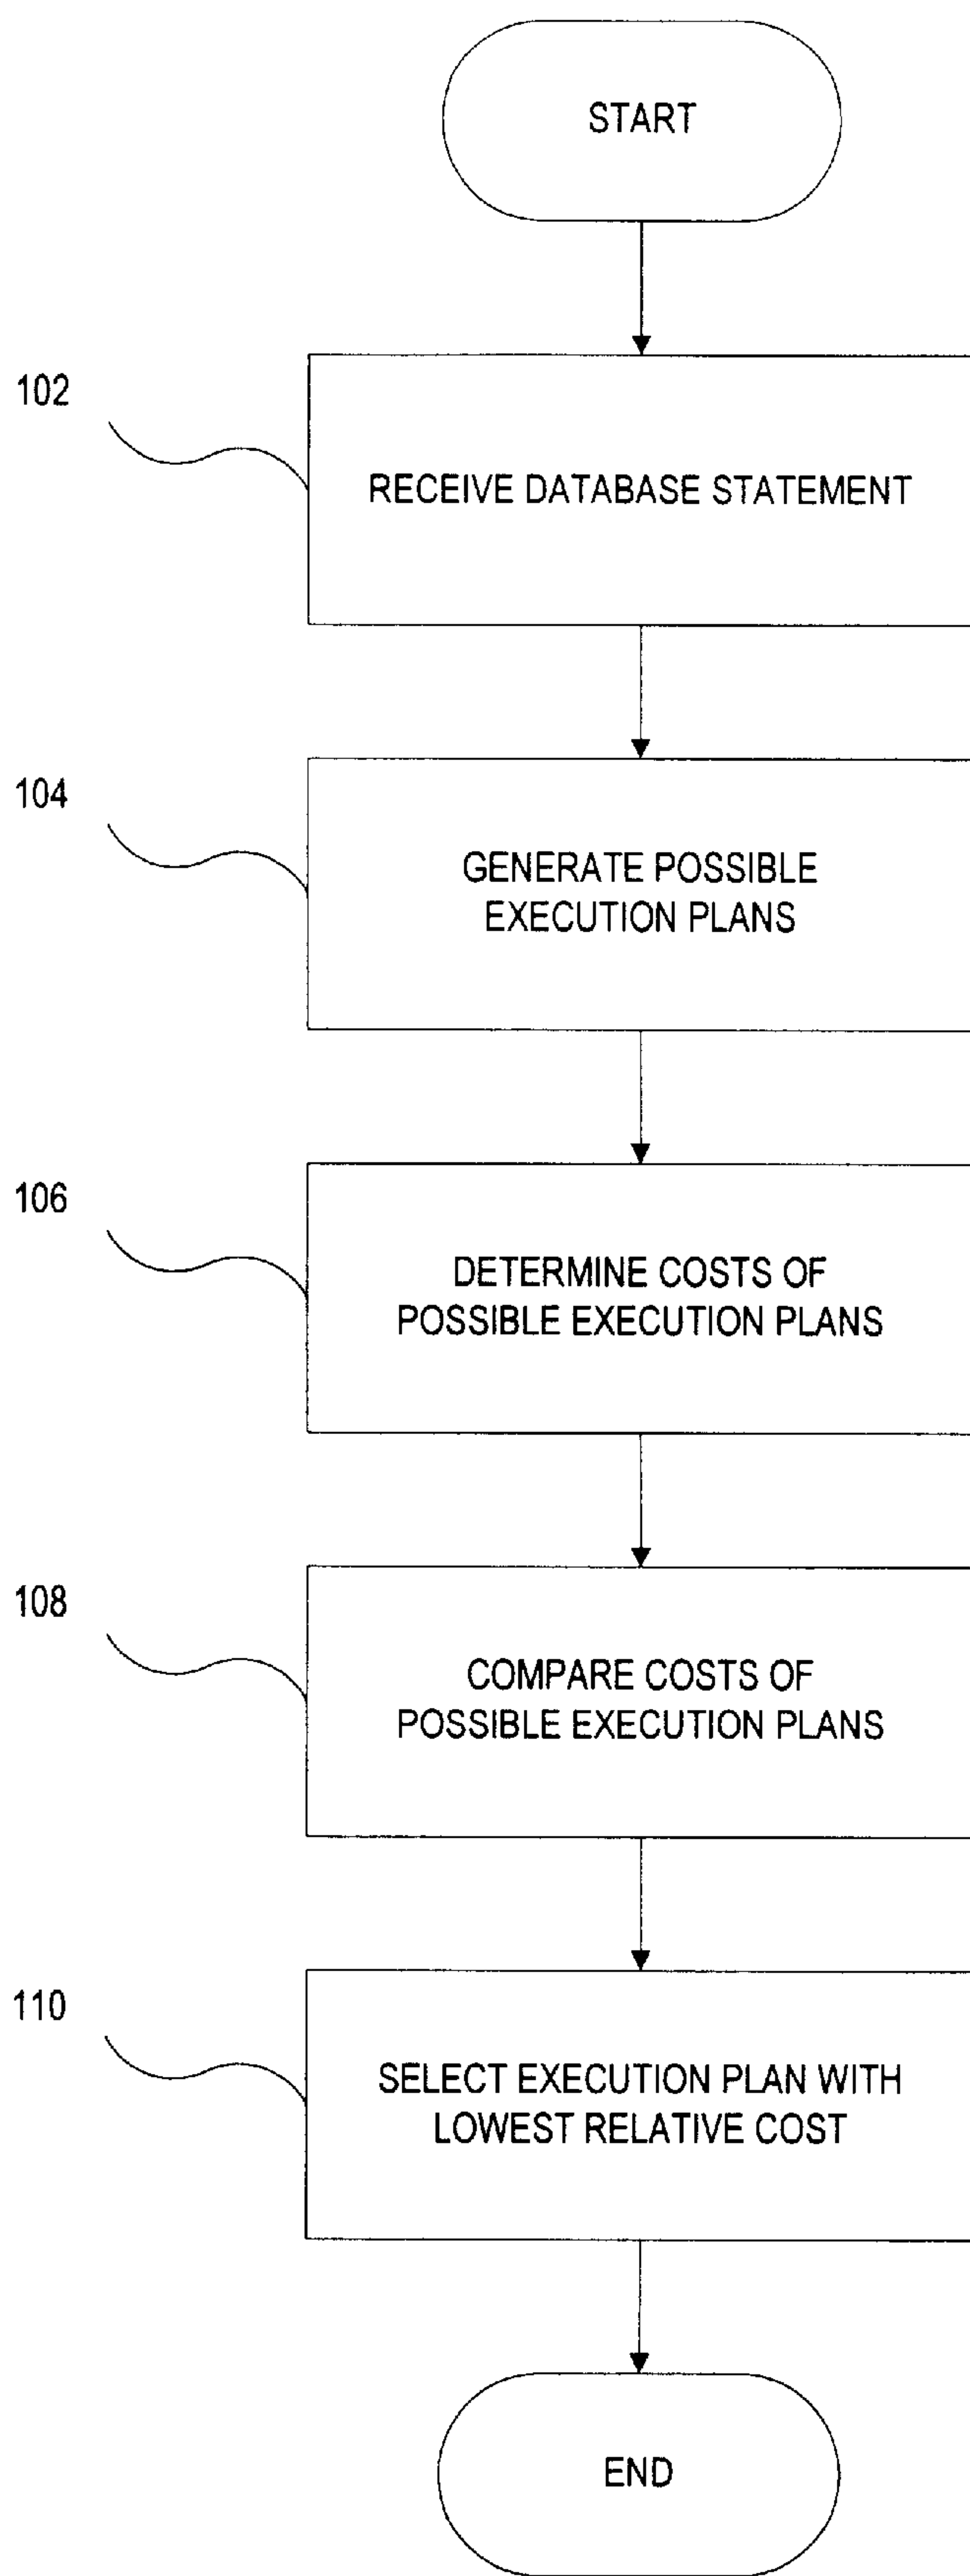 START
102
RECEIVE DATABASE STATEMENT
104
GENERATE POSSIBLE
EXECUTION PLANS
106
DETERMINE COSTS OF
POSSIBLE EXECUTION PLANS
108
COMPARE COSTS OF
POSSIBLE EXECUTION PLANS
110
SELECT EXECUTION PLAN WITH
LOWEST RELATIVE COST
END